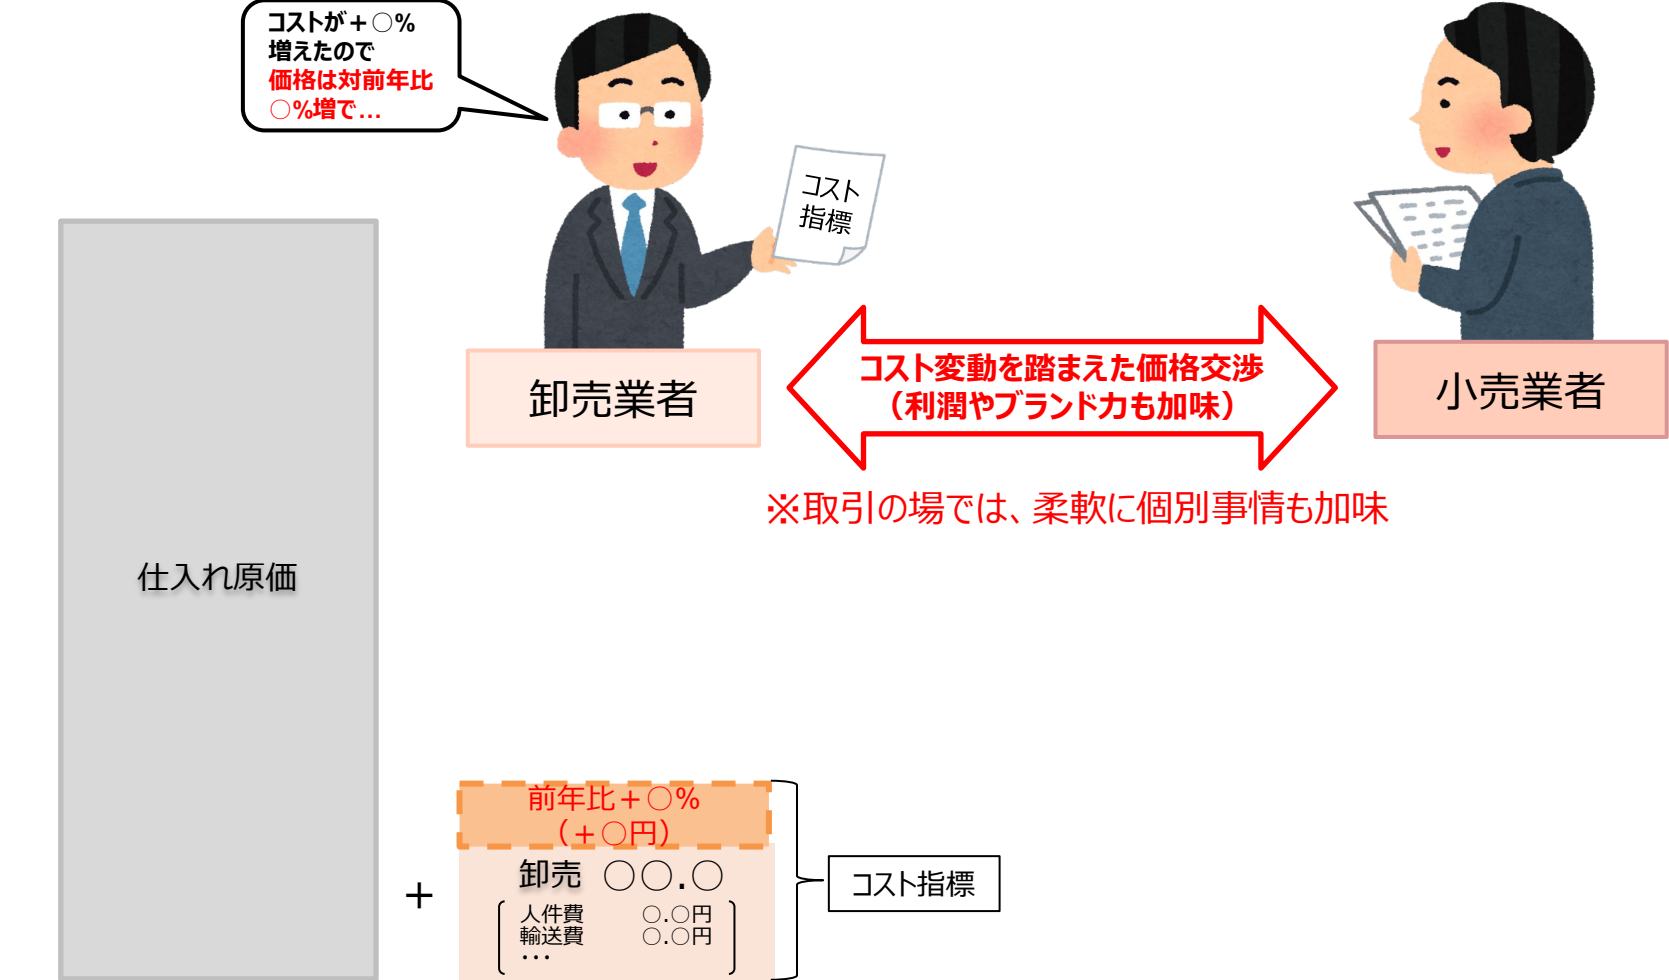 コストが+○%
増えたので
価格は対前年比
○%増で…
コスト
指標
卸売業者
コスト変動を踏まえた価格交渉
(利潤やブランド力も加味)
小売業者
※取引の場では、柔軟に個別事情も加味
仕入れ原価
+
前年比+○%
(+○円)
卸売 ○○.○
人件費 ○.○円
輸送費 ○.○円
・・・
コスト指標